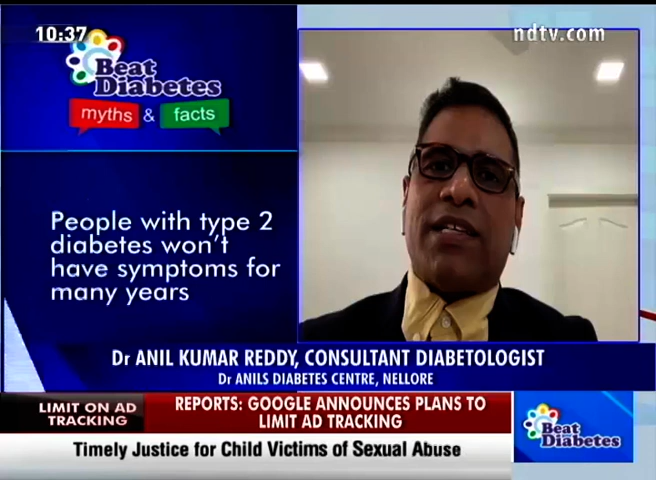 10:37
ndtv.com
Beat
Diabetes
myths & facts
People with type 2
diabetes won't
have symptoms for
many years
Dr ANIL KUMAR REDDY, CONSULTANT DIABETOLOGIST
Dr ANILS DIABETES CENTRE, NELLORE
LIMIT ON AD
TRACKING
REPORTS: GOOGLE ANNOUNCES PLANS TO
LIMIT AD TRACKING
Timely Justice for Child Victims of Sexual Abuse
Beat
Diabetes